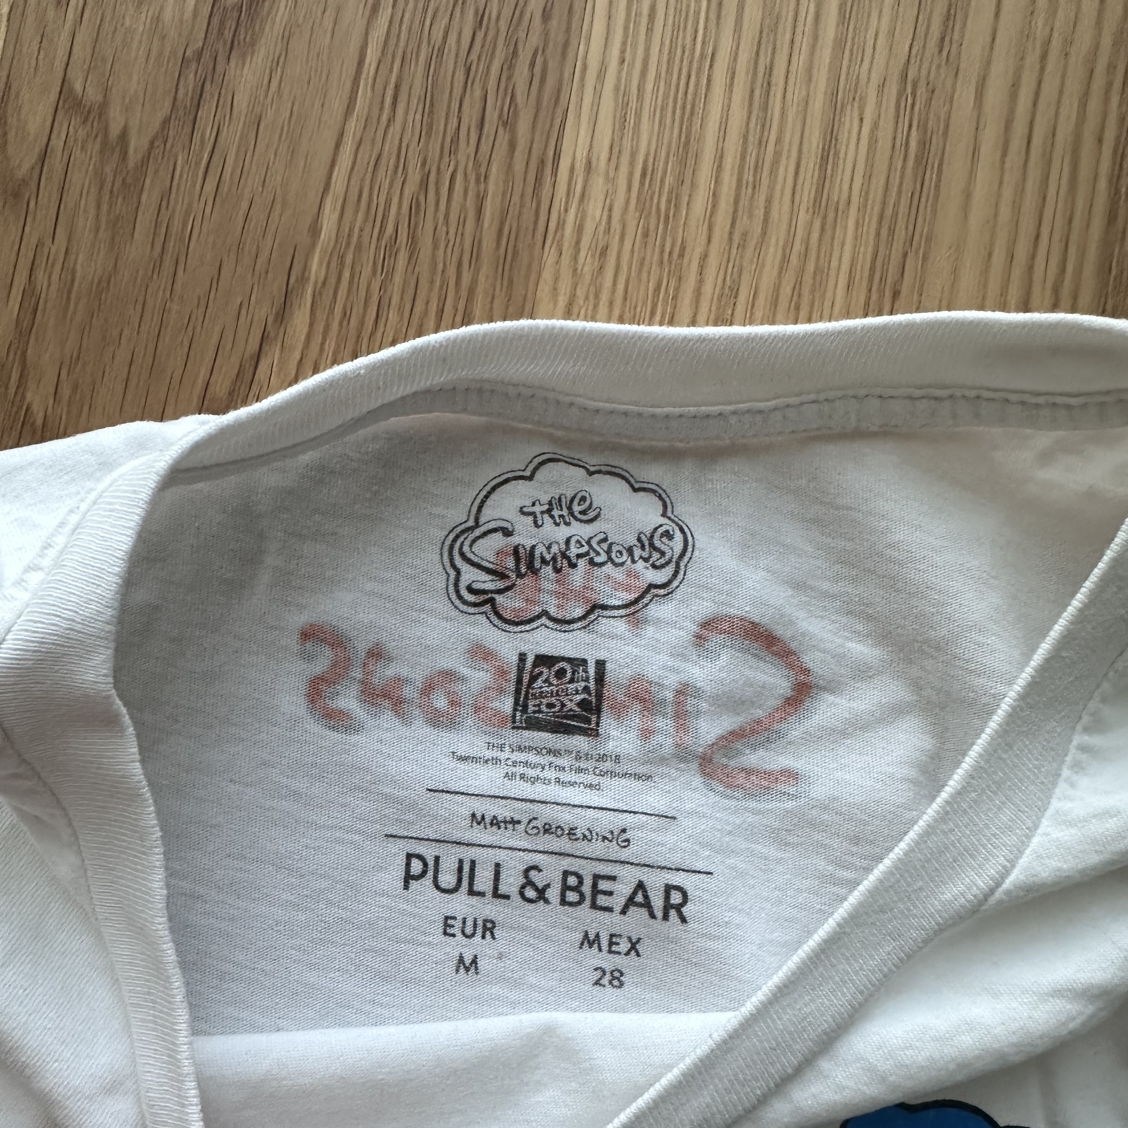 THE
SIMPSONS
20th
CENTURY
FOX
THE SIMPSONS™ & © 2018
Twentieth Century Fox Film Corporation.
All Rights Reserved.
MATT GROENING
PULL&BEAR
EUR MEX
M 28